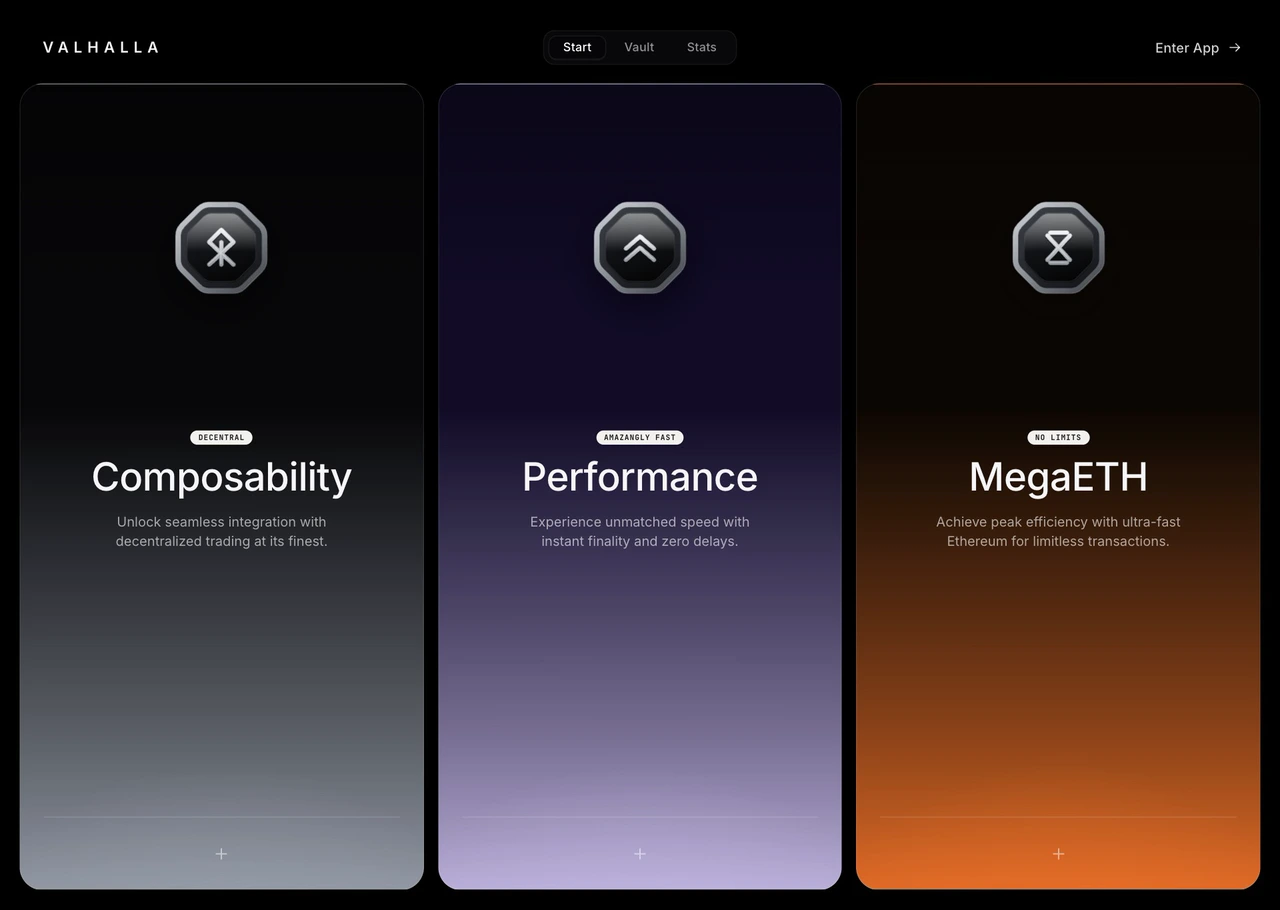 VALHALLA
Start
Vault
Stats
Enter App →
DECENTRAL
Composability
Unlock seamless integration with
decentralized trading at its finest.
+
AMAZANGLY FAST
Performance
Experience unmatched speed with
instant finality and zero delays.
+
NO LIMITS
MegaETH
Achieve peak efficiency with ultra-fast
Ethereum for limitless transactions.
+